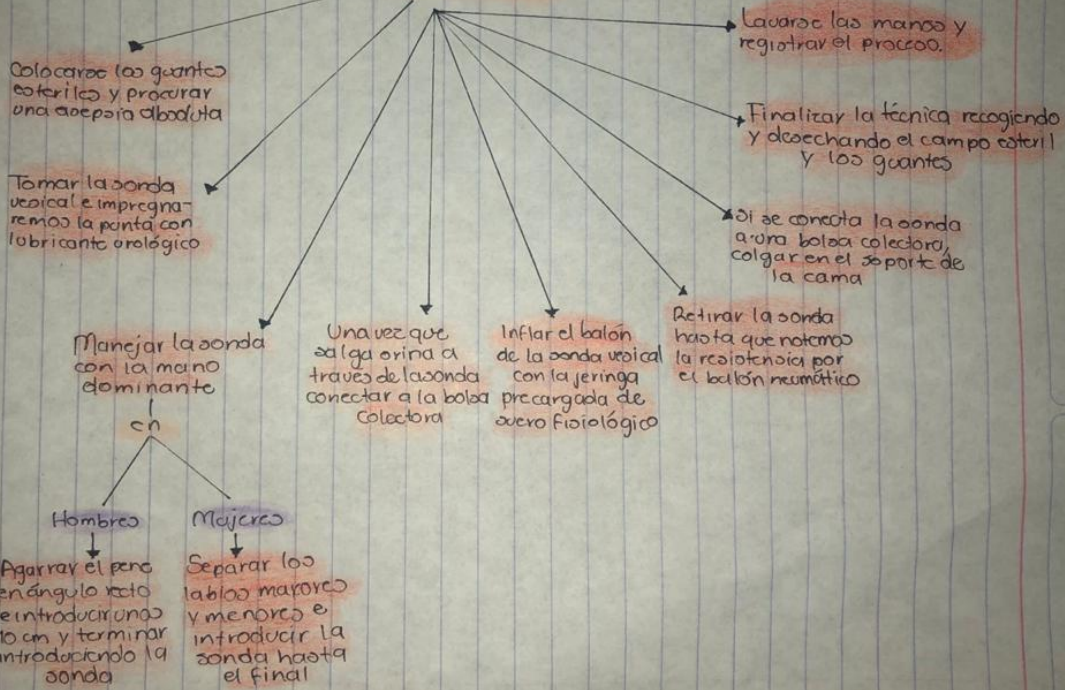 Colocarse los guantes
esteriles y procurar
una asepsia absoluta
Tomar la sonda
vesical e impregna-
remos la punta con
lubricante urológico
Manejar la sonda
con la mano
dominante
en
Hombres
Agarrar el pene
en ángulo recto
e introducir unos
10 cm y terminar
introduciendo la
sonda
Mujeres
Separar los
labios mayores
y menores e
introducir la
sonda hasta
el final
Una vez que
salga orina a
través de la sonda
conectar a la bolsa
colectora
Inflar el balón
de la sonda vesical
con la jeringa
precargada de
suero fisiológico
Retirar la sonda
hasta que notemos
la resistensia por
el balón neumático
Si se conecta la sonda
a una bolsa colectora,
colgar en el soporte de
la cama
Finalizar la técnica recogiendo
y desechando el campo esteril
y los guantes
Lavarse las manos y
registrar el proceso.